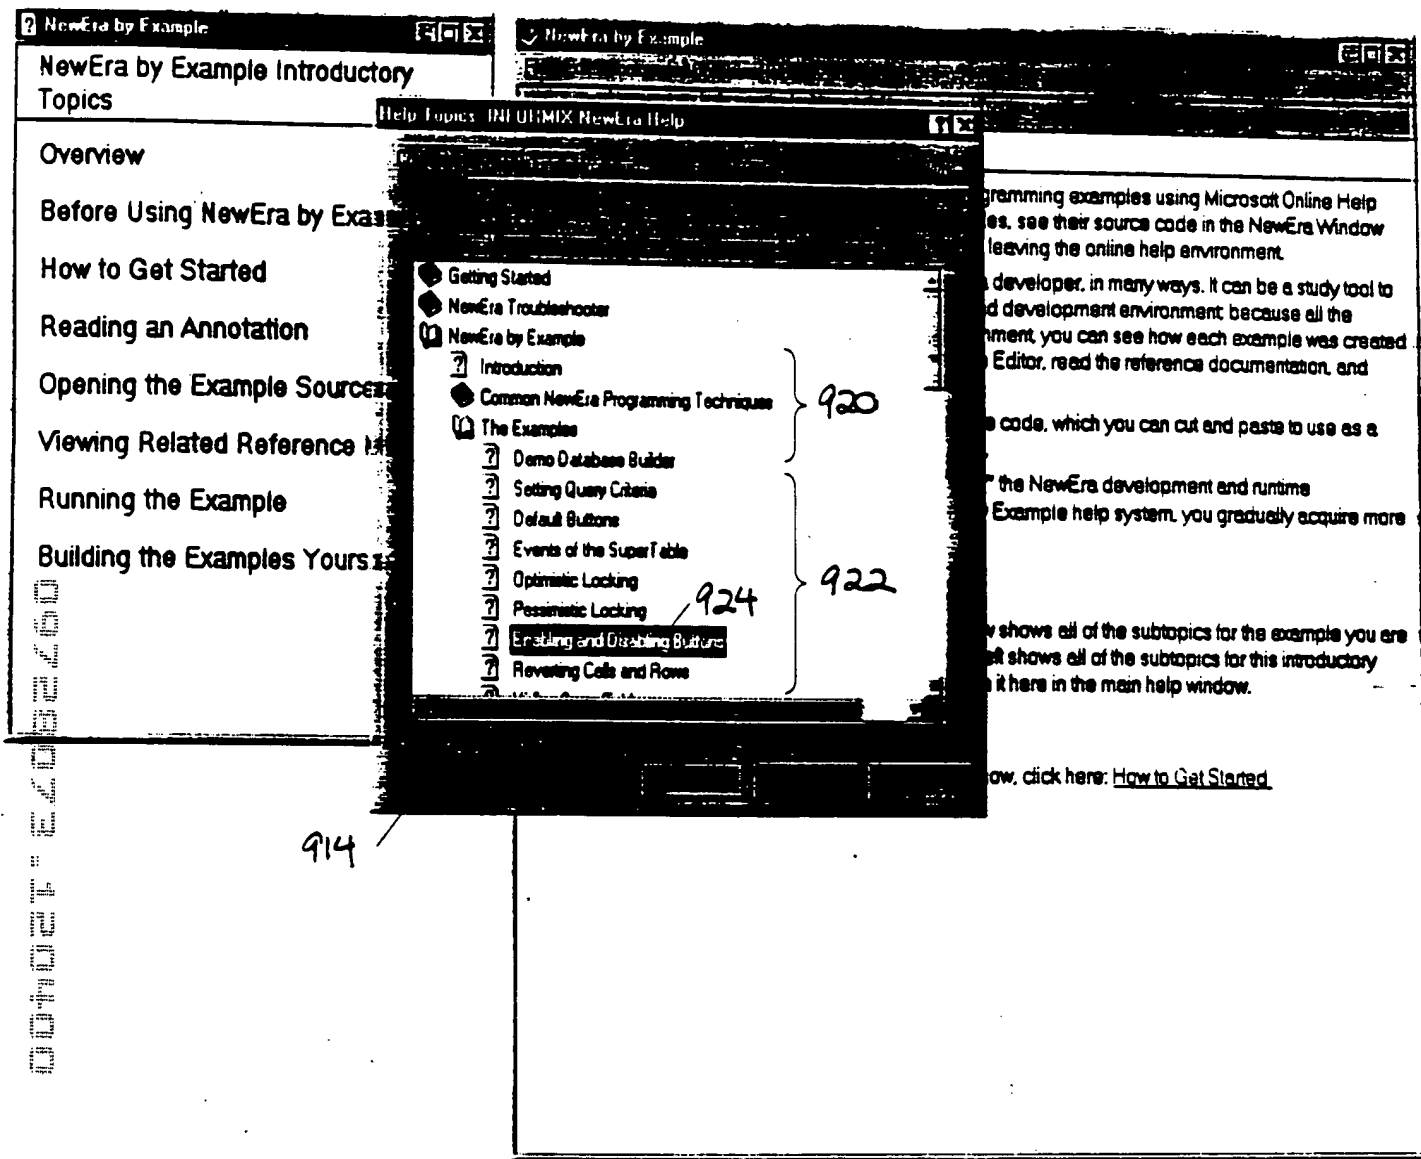 NewEra by Example
NewEra by Example Introductory
Topics
Overview
Before Using NewEra by Exa
How to Get Started
Reading an Annotation
Opening the Example Source
Viewing Related Reference
Running the Example
Building the Examples Yours
NewEra by Example
Help Topics: INFORMIX NewEra Help
Getting Started
NewEra Troubleshooter
NewEra by Example
Introduction
Common NewEra Programming Techniques
The Examples
Demo Database Builder
920
Setting Query Criteria
Default Buttons
Events of the SuperTable
Optimistic Locking
Pessimistic Locking
Enabling and Disabling Buttons
Reverting Cells and Rows
922
924
914
gramming examples using Microsoft Online Help
es, see their source code in the NewEra Window
leaving the online help environment.
developer, in many ways. It can be a study tool to
d development environment because all the
nment, you can see how each example was created
Editor, read the reference documentation, and
code, which you can cut and paste to use as a
the NewEra development and runtime
Example help system, you gradually acquire more
w shows all of the subtopics for the example you are
eft shows all of the subtopics for this introductory
it here in the main help window.
ow, click here: How to Get Started
09728073 - 120400